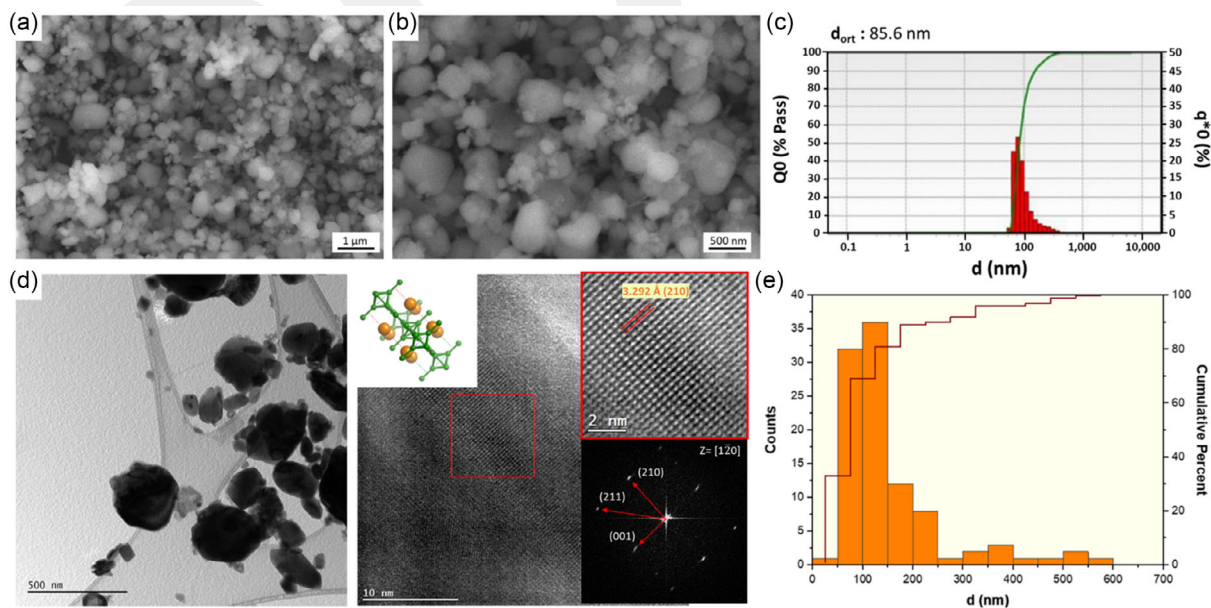 (a)
1 µm
(b)
500 nm
(c)
d_ort : 85.6 nm
100
90
80
70
60
50
40
30
20
10
0
Q0 (% Pass)
50
45
40
35
30
25
20
15
10
5
0
q*0 (%)
0.1
1
10
100
1,000
10,000
d (nm)
(d)
500 nm
10 nm
3.292 Å (210)
2 nm
Z= [1-20]
(210)
(211)
(001)
(e)
40
35
30
25
20
15
10
5
0
Counts
100
80
60
40
20
0
Cumulative Percent
0
100
200
300
400
500
600
700
d (nm)